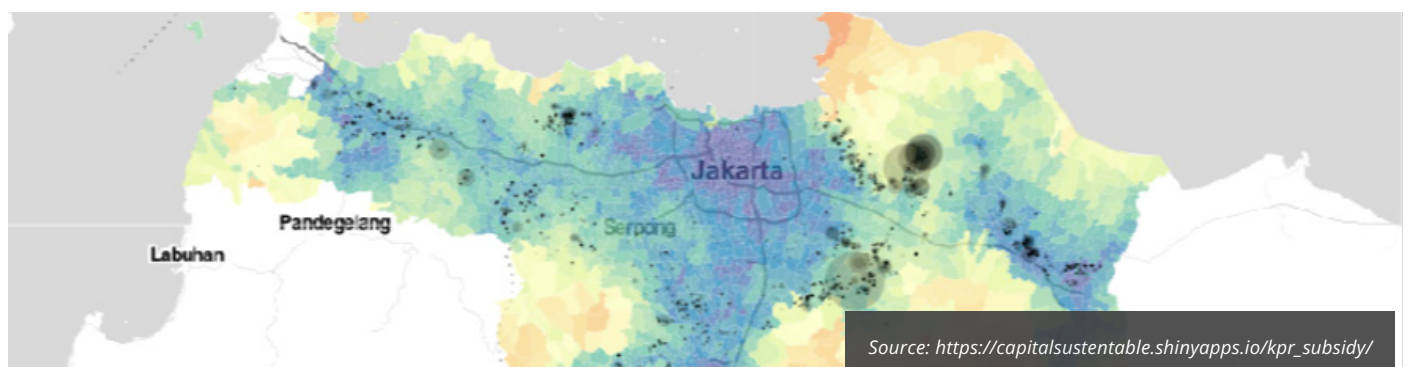 Jakarta
Serpong
Pandegelang
Labuhan
Source: https://capitalsustentable.shinyapps.io/kpr_subsidy/